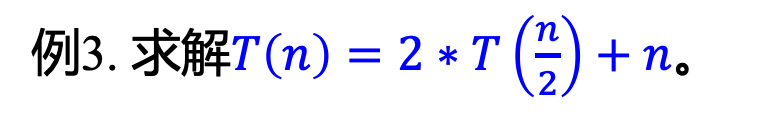 例3. 求解T(n) = 2 * T(n/2) + n。